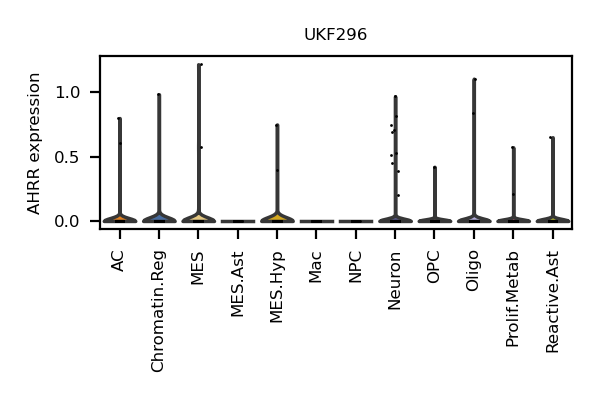 UKF296
AHRR expression
1.0
0.5
0.0
AC
Chromatin.Reg
MES
MES.Ast
MES.Hyp
Mac
NPC
Neuron
OPC
Oligo
Prolif.Metab
Reactive.Ast